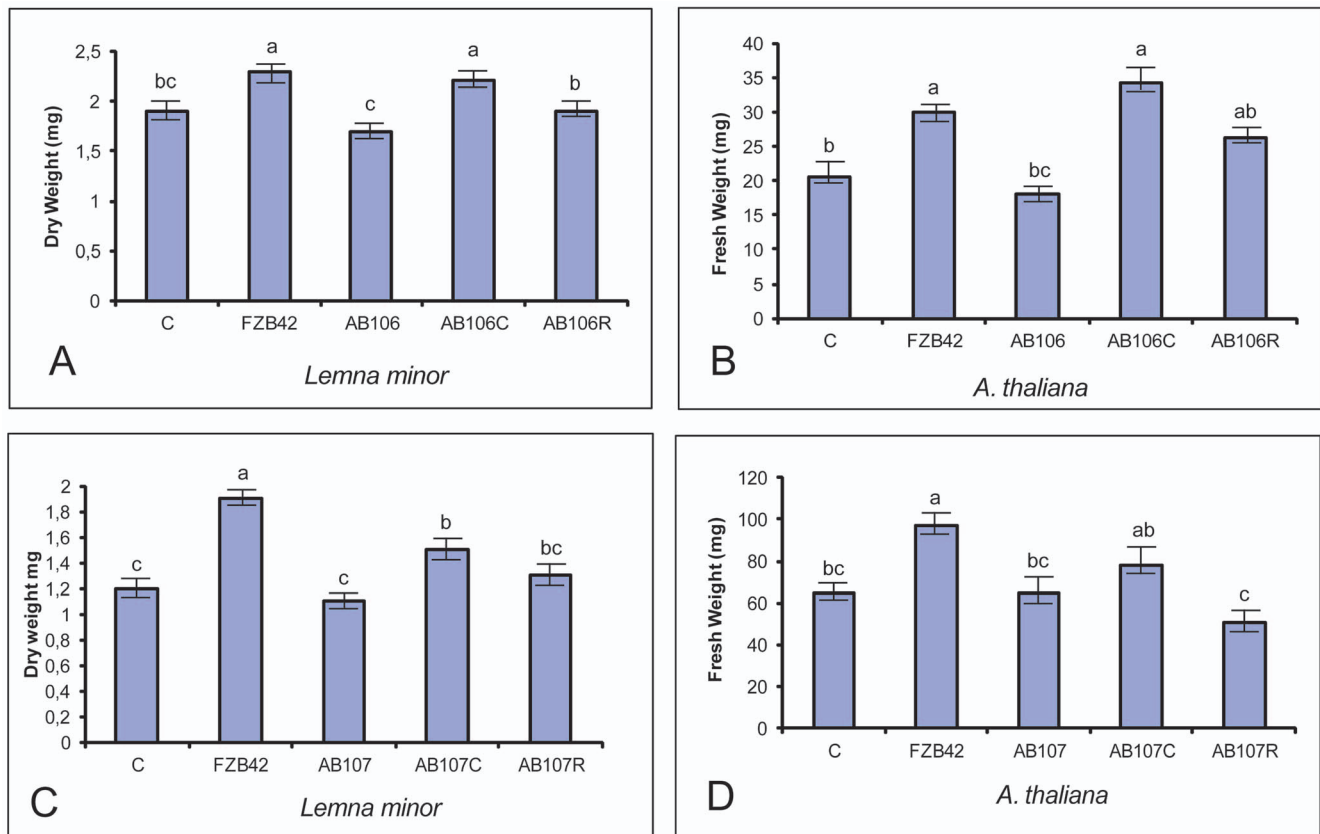 2,5
2
1,5
1
0,5
0
Dry Weight (mg)
bc
a
c
a
b
C FZB42 AB106 AB106C AB106R
A
Lemna minor
40
35
30
25
20
15
10
5
0
Fresh Weight (mg)
b
a
bc
a
ab
C FZB42 AB106 AB106C AB106R
B
A. thaliana
2
1,8
1,6
1,4
1,2
1
0,8
0,6
0,4
0,2
0
Dry weight mg
c
a
c
b
bc
C FZB42 AB107 AB107C AB107R
C
Lemna minor
120
100
80
60
40
20
0
Fresh Weight (mg)
bc
a
bc
ab
c
C FZB42 AB107 AB107C AB107R
D
A. thaliana